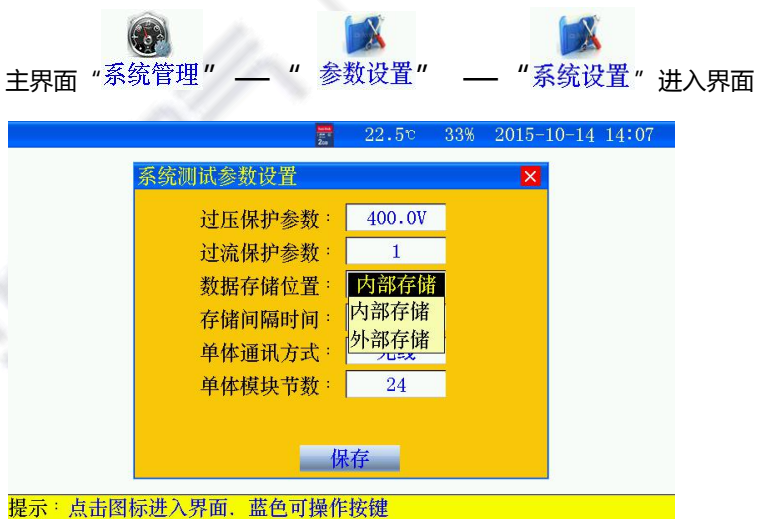 主界面 “系统管理” — “ 参数设置” — “系统设置” 进入界面
22.5℃ 33% 2015-10-14 14:07
系统测试参数设置
过压保护参数: 400.0V
过流保护参数: 1
数据存储位置: 内部存储
内部存储
存储间隔时间:
外部存储
单体通讯方式: 无线
单体模块节数: 24
保存
提示: 点击图标进入界面. 蓝色可操作按键